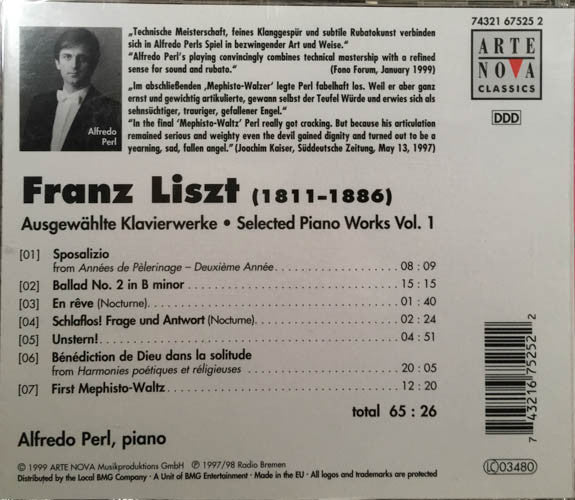 „Technische Meisterschaft, feines Klanggespür und subtile Rubatokunst verbinden
sich in Alfredo Perls Spiel in bezwingender Art und Weise.“
“Alfredo Perl's playing convincingly combines technical mastership with a refined
sense for sound and rubato.” (Fono Forum, January 1999)
„Im abschließenden ‚Mephisto-Walzer‘ legte Perl fabelhaft los. Weil er aber ganz
ernst und gewichtig artikulierte, gewann selbst der Teufel Würde und erwies sich als
sehnsüchtiger, trauriger, gefallener Engel.“
“In the final ‘Mephisto-Waltz’ Perl really got cracking. But because his articulation
remained serious and weighty even the devil gained dignity and turned out to be a
yearning, sad, fallen angel.” (Joachim Kaiser, Süddeutsche Zeitung, May 13, 1997)
Alfredo
Perl
74321 67525 2
ARTE
NOVA
CLASSICS
DDD
Franz Liszt (1811–1886)
Ausgewählte Klavierwerke • Selected Piano Works Vol. 1
[01] Sposalizio
from Années de Pèlerinage – Deuxième Année 08 : 09
[02] Ballad No. 2 in B minor 15 : 15
[03] En rêve (Nocturne) 01 : 40
[04] Schlaflos! Frage und Antwort (Nocturne) 02 : 24
[05] Unstern! 04 : 51
[06] Bénédiction de Dieu dans la solitude
from Harmonies poétiques et réligieuses 20 : 05
[07] First Mephisto-Waltz 12 : 20
total 65 : 26
Alfredo Perl, piano
© 1999 ARTE NOVA Musikproduktions GmbH ℗ 1997/98 Radio Bremen
Distributed by the Local BMG Company · A Unit of BMG Entertainment · Made in the EU · All logos and trademarks are protected
7 43216 75252 2
LC 03480